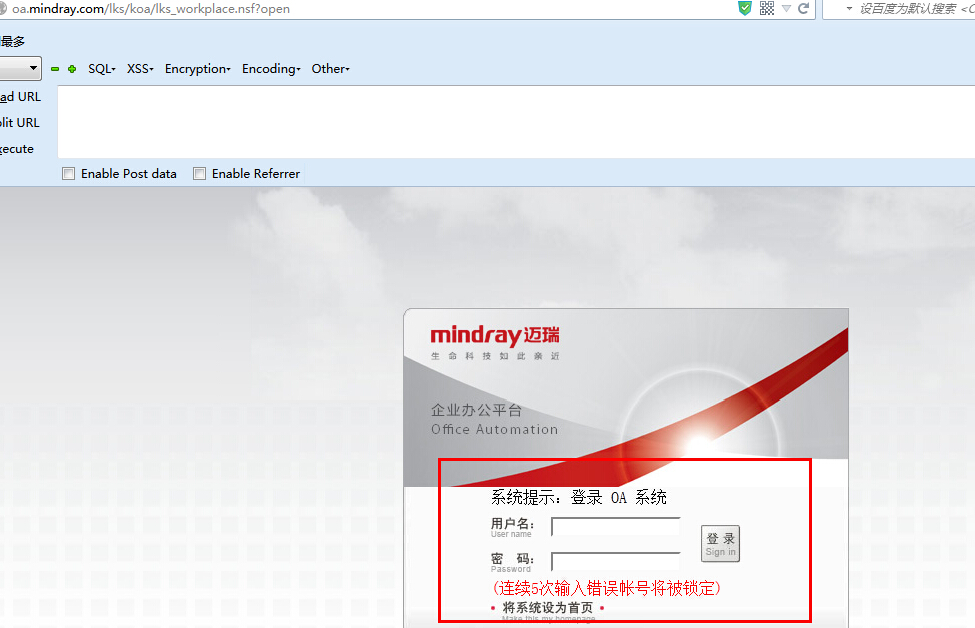 oa.mindray.com/lks/koa/lks_workplace.nsf?open
设百度为默认搜索 <C
最多
SQL XSS Encryption Encoding Other
ad URL
lit URL
ecute
Enable Post data Enable Referrer
mindray迈瑞
生命科技如此亲近
企业办公平台
Office Automation
系统提示: 登录 OA 系统
用户名:
User name
登 录
Sign in
密 码:
Password
(连续5次输入错误帐号将被锁定)
• 将系统设为首页 •
Make this my homepage